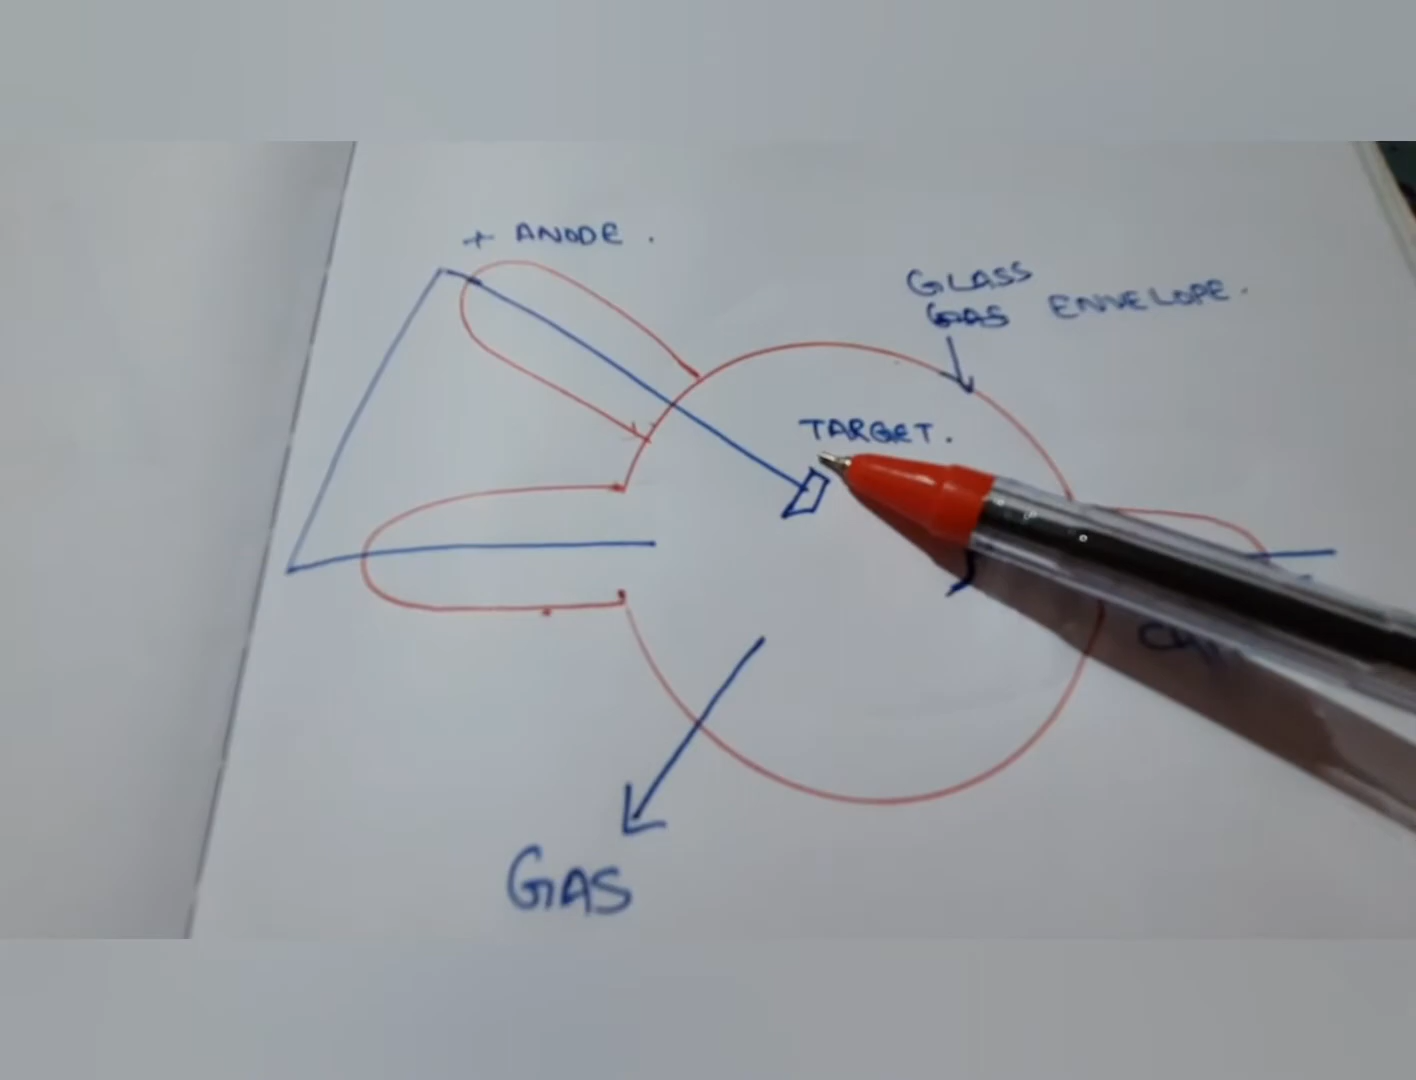 + ANODE.
GLASS
GAS ENVELOPE.
TARGET.
GAS